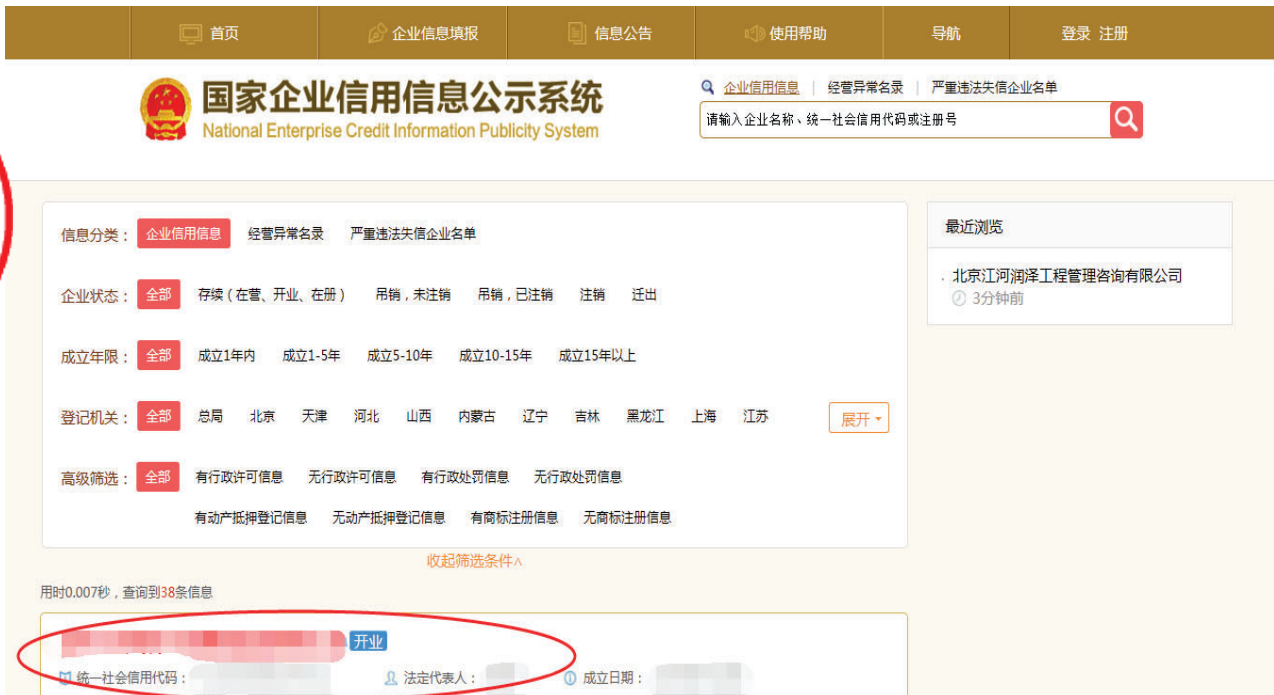 首页 企业信息填报 信息公告 使用帮助 导航 登录 注册
国家企业信用信息公示系统
National Enterprise Credit Information Publicity System
企业信用信息 | 经营异常名录 | 严重违法失信企业名单
请输入企业名称、统一社会信用代码或注册号
信息分类： 企业信用信息 经营异常名录 严重违法失信企业名单
企业状态： 全部 存续（在营、开业、在册） 吊销，未注销 吊销，已注销 注销 迁出
成立年限： 全部 成立1年内 成立1-5年 成立5-10年 成立10-15年 成立15年以上
登记机关： 全部 总局 北京 天津 河北 山西 内蒙古 辽宁 吉林 黑龙江 上海 江苏 展开
高级筛选： 全部 有行政许可信息 无行政许可信息 有行政处罚信息 无行政处罚信息
有动产抵押登记信息 无动产抵押登记信息 有商标注册信息 无商标注册信息
收起筛选条件
最近浏览
北京江河润泽工程管理咨询有限公司
3分钟前
用时0.007秒，查询到38条信息
开业
统一社会信用代码： 法定代表人： 成立日期：